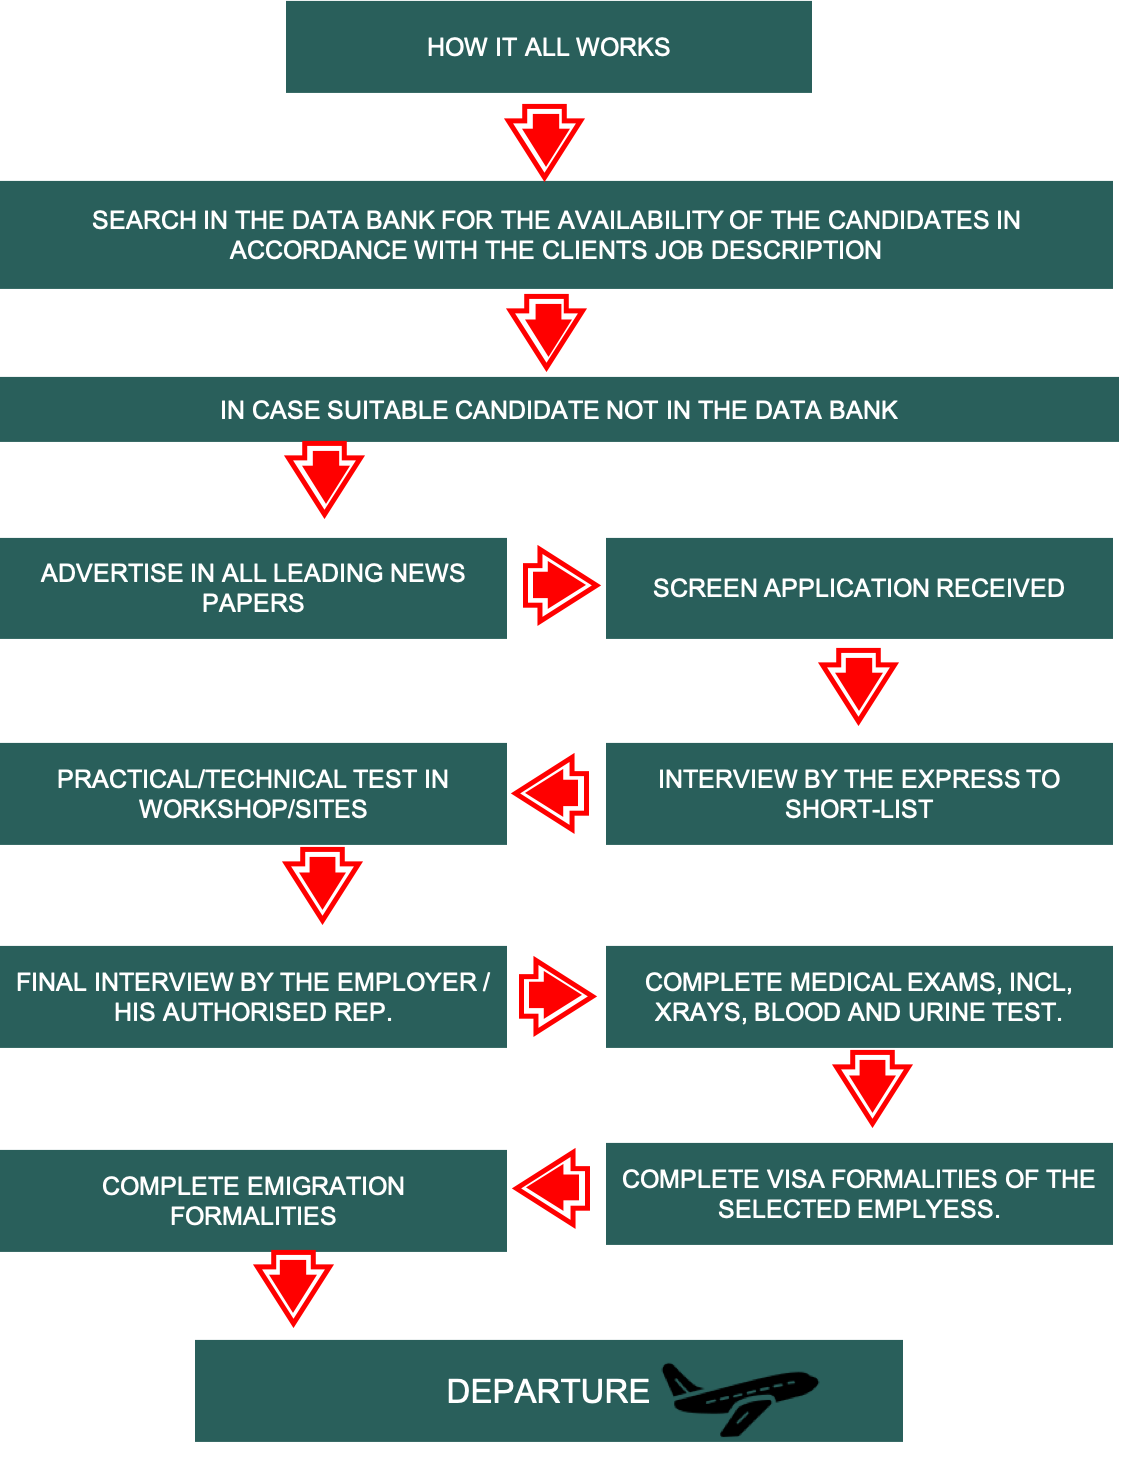 HOW IT ALL WORKS
SEARCH IN THE DATA BANK FOR THE AVAILABILITY OF THE CANDIDATES IN
ACCORDANCE WITH THE CLIENTS JOB DESCRIPTION
IN CASE SUITABLE CANDIDATE NOT IN THE DATA BANK
ADVERTISE IN ALL LEADING NEWS
PAPERS
SCREEN APPLICATION RECEIVED
INTERVIEW BY THE EXPRESS TO
SHORT-LIST
PRACTICAL/TECHNICAL TEST IN
WORKSHOP/SITES
FINAL INTERVIEW BY THE EMPLOYER /
HIS AUTHORISED REP.
COMPLETE MEDICAL EXAMS, INCL,
XRAYS, BLOOD AND URINE TEST.
COMPLETE VISA FORMALITIES OF THE
SELECTED EMPLYESS.
COMPLETE EMIGRATION
FORMALITIES
DEPARTURE